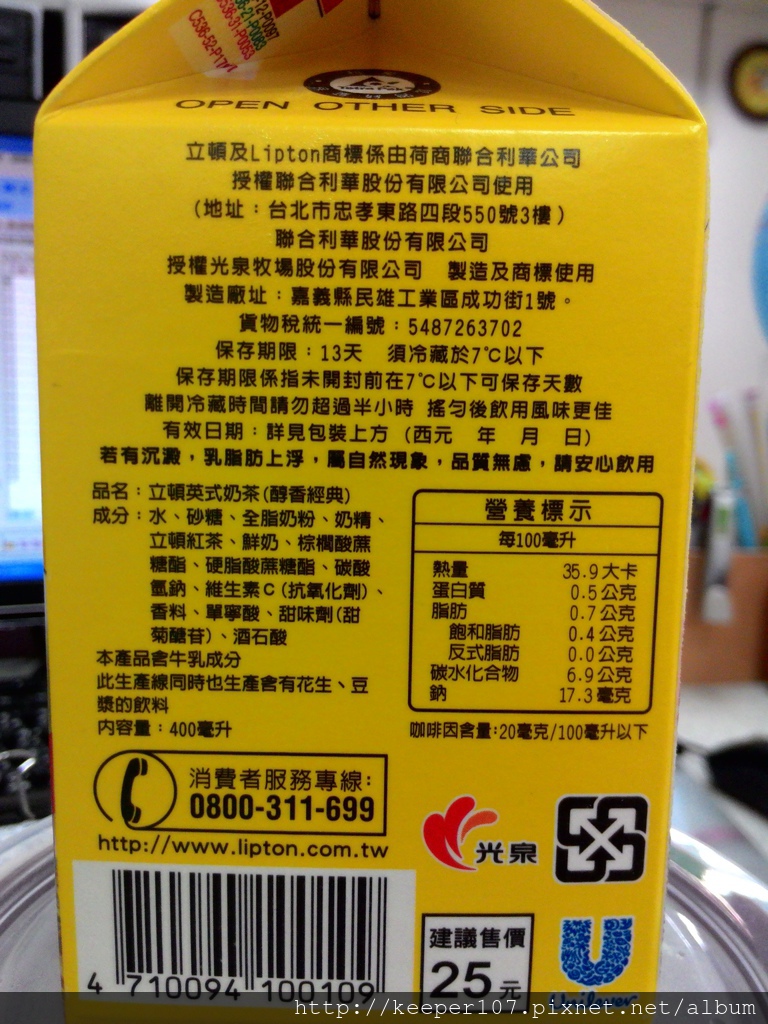 OPEN OTHER SIDE
立頓及Lipton商標係由荷商聯合利華公司
授權聯合利華股份有限公司使用
(地址：台北市忠孝東路四段550號3樓)
聯合利華股份有限公司
授權光泉牧場股份有限公司　製造及商標使用
製造廠址：嘉義縣民雄工業區成功街1號。
貨物稅統一編號：5487263702
保存期限：13天　須冷藏於7℃以下
保存期限係指未開封前在7℃以下可保存天數
離開冷藏時間請勿超過半小時 搖勻後飲用風味更佳
有效日期：詳見包裝上方 (西元　年　月　日)
若有沉澱，乳脂肪上浮，屬自然現象，品質無慮，請安心飲用
品名：立頓英式奶茶(醇香經典)
成分：水、砂糖、全脂奶粉、奶精、
立頓紅茶、鮮奶、棕櫚酸蔗
糖酯、硬脂酸蔗糖酯、碳酸
氫鈉、維生素C(抗氧化劑)、
香料、單寧酸、甜味劑(甜
菊醣苷)、酒石酸
本產品含牛乳成分
此生產線同時也生產含有花生、豆
漿的飲料
內容量：400毫升
營養標示
每100毫升
熱量 35.9大卡
蛋白質 0.5公克
脂肪 0.7公克
飽和脂肪 0.4公克
反式脂肪 0.0公克
碳水化合物 6.9公克
鈉 17.3毫克
咖啡因含量:20毫克/100毫升以下
消費者服務專線:
0800-311-699
http://www.lipton.com.tw
光泉
建議售價
25元
4 710094 100109
Unilever
http://keeper107.pixnet.net/album